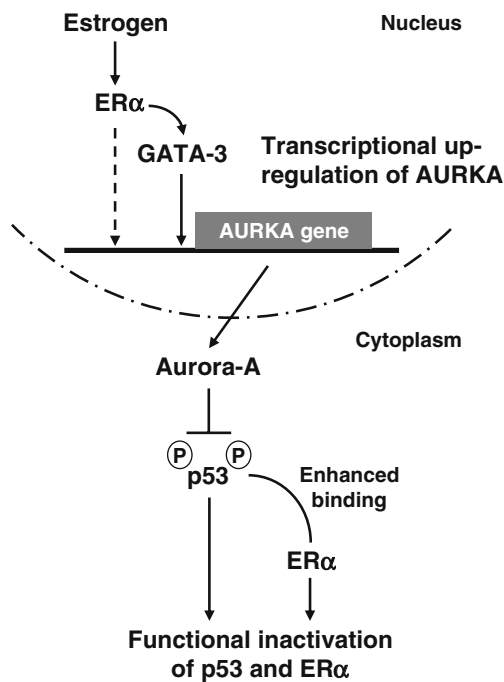 Estrogen
Nucleus
ERα
GATA-3
Transcriptional up-
regulation of AURKA
AURKA gene
Cytoplasm
Aurora-A
P P
p53
Enhanced
binding
ERα
Functional inactivation
of p53 and ERα